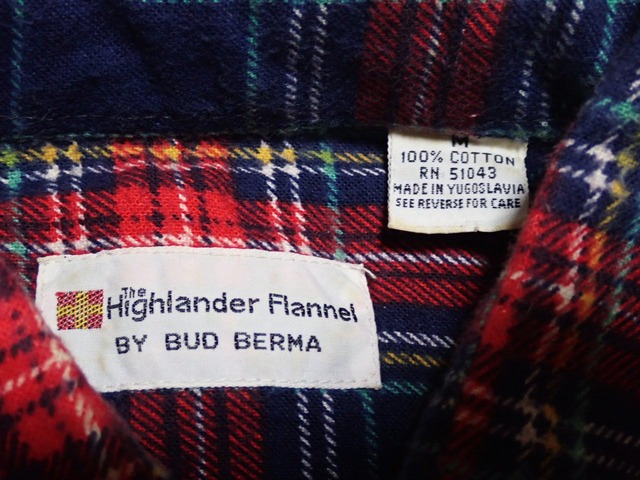 The
Highlander Flannel
BY BUD BERMA
M
100% COTTON
RN 51043
MADE IN YUGOSLAVIA
SEE REVERSE FOR CARE